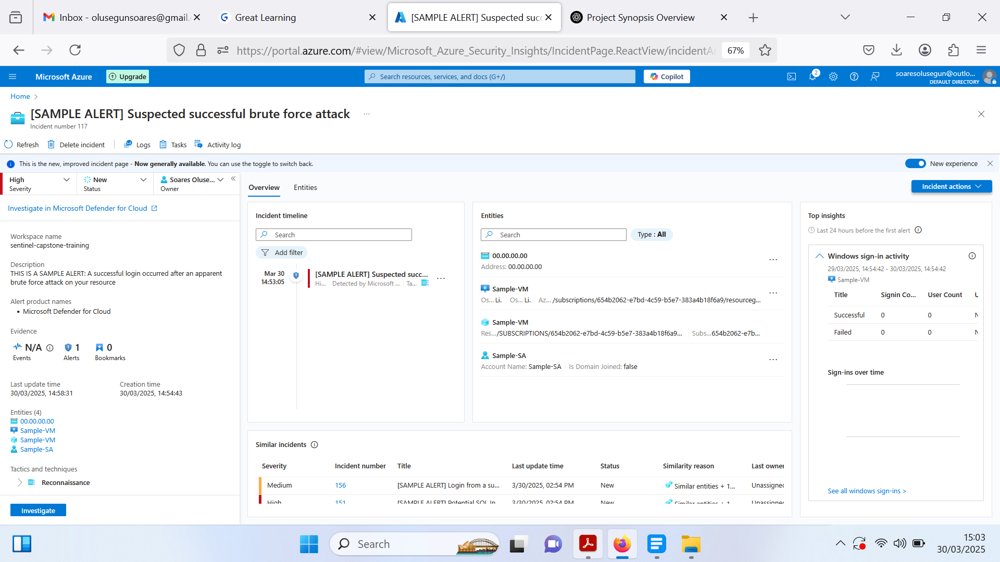 Inbox - olusegunsoares@gmail.
Great Learning
[SAMPLE ALERT] Suspected succ
Project Synopsis Overview
https://portal.azure.com/#view/Microsoft_Azure_Security_Insights/IncidentPage.ReactView/incidentAr
67%
Microsoft Azure
Upgrade
Search resources, services, and docs (G+/)
Copilot
2
soaresolusegun@outlo...
DEFAULT DIRECTORY
Home
[SAMPLE ALERT] Suspected successful brute force attack
...
Incident number 117
Refresh
Delete incident
Logs
Tasks
Activity log
This is the new, improved incident page - Now generally available. You can use the toggle to switch back.
New experience
High
Severity
New
Status
Soares Oluse...
Owner
Investigate in Microsoft Defender for Cloud
Workspace name
sentinel-capstone-training
Description
THIS IS A SAMPLE ALERT: A successful login occurred after an apparent
brute force attack on your resource
Alert product names
• Microsoft Defender for Cloud
Evidence
N/A
Events
1
Alerts
0
Bookmarks
Last update time
30/03/2025, 14:58:31
Creation time
30/03/2025, 14:54:43
Entities (4)
00.00.00.00
Sample-VM
Sample-VM
Sample-SA
Tactics and techniques
Reconnaissance
Investigate
Overview
Entities
Incident actions
Incident timeline
Search
Add filter
Mar 30
14:53:05
[SAMPLE ALERT] Suspected succ...
Hi... Detected by Microsoft ... Ta...
Entities
Search
Type : All
00.00.00.00
Address: 00.00.00.00
Sample-VM
Os... Li. Os... Li. Az... /subscriptions/654b2062-e7bd-4c59-b5e7-383a4b18f6a9/resourceg...
Sample-VM
Res.../SUBSCRIPTIONS/654b2062-e7bd-4c59-b5e7-383a4b18f6a9... Subs...654b2062-e7b...
Sample-SA
Account Name: Sample-SA Is Domain Joined: false
Top insights
Last 24 hours before the first alert
Windows sign-in activity
29/03/2025, 14:54:42 - 30/03/2025, 14:54:42
Sample-VM
Title Signin Co... User Count U
Successful 0 0 N
Failed 0 0 N
Sign-ins over time
See all windows sign-ins >
Similar incidents
Severity Incident number Title Last update time Status Similarity reason Last owner
Medium 156 [SAMPLE ALERT] Login from a su... 3/30/2025, 02:54 PM New Similar entities + 1... Unassigned
High 151 [SAMPLE ALERT] Potential SQL In... 3/30/2025, 02:54 PM New Similar entities + 1... Unassigned
Search
15:03
30/03/2025